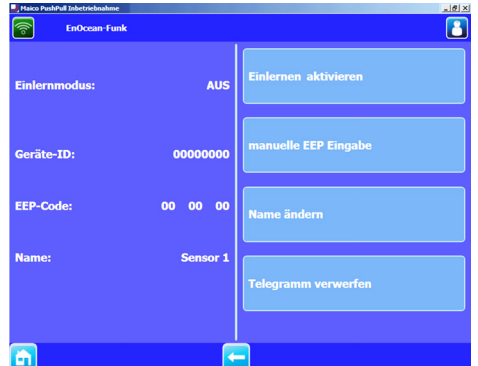 Maico PushPull Inbetriebnahme
EnOcean-Funk
Einlernmodus: AUS
Geräte-ID: 00000000
EEP-Code: 00 00 00
Name: Sensor 1
Einlernen aktivieren
manuelle EEP Eingabe
Name ändern
Telegramm verwerfen